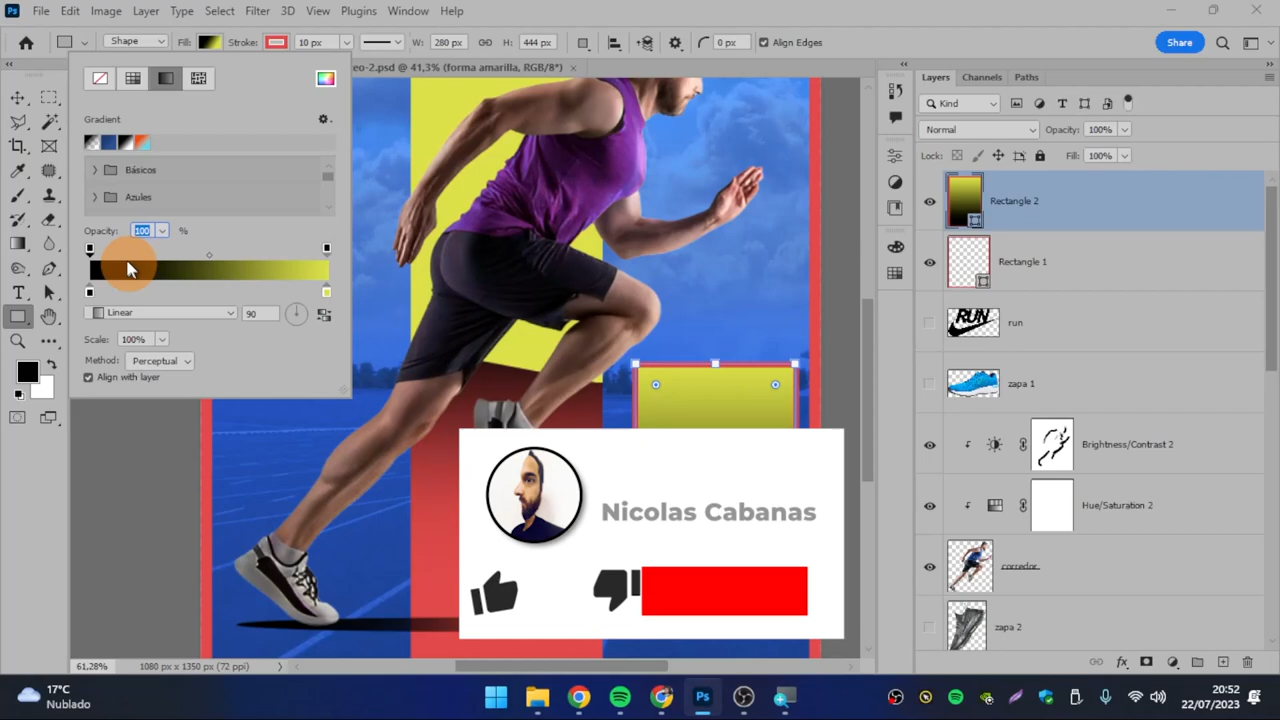 Ps File Edit Image Layer Type Select Filter 3D View Plugins Window Help
Shape Fill: Stroke: 10 px W: 280 px H: 444 px 0 px Align Edges Share
eo-2.psd @ 41,3% (forma amarilla, RGB/8*)
Gradient
Básicos
Azules
Opacity: 100 %
Linear 90
Scale: 100%
Method: Perceptual
Align with layer
Nicolas Cabanas
Layers Channels Paths
Kind
Normal Opacity: 100%
Lock: Fill: 100%
Rectangle 2
Rectangle 1
RUN run
zapa 1
Brightness/Contrast 2
Hue/Saturation 2
corredor
zapa 2
fx
61,28% 1080 px x 1350 px (72 ppi)
17°C
Nublado
Ps
20:52
22/07/2023